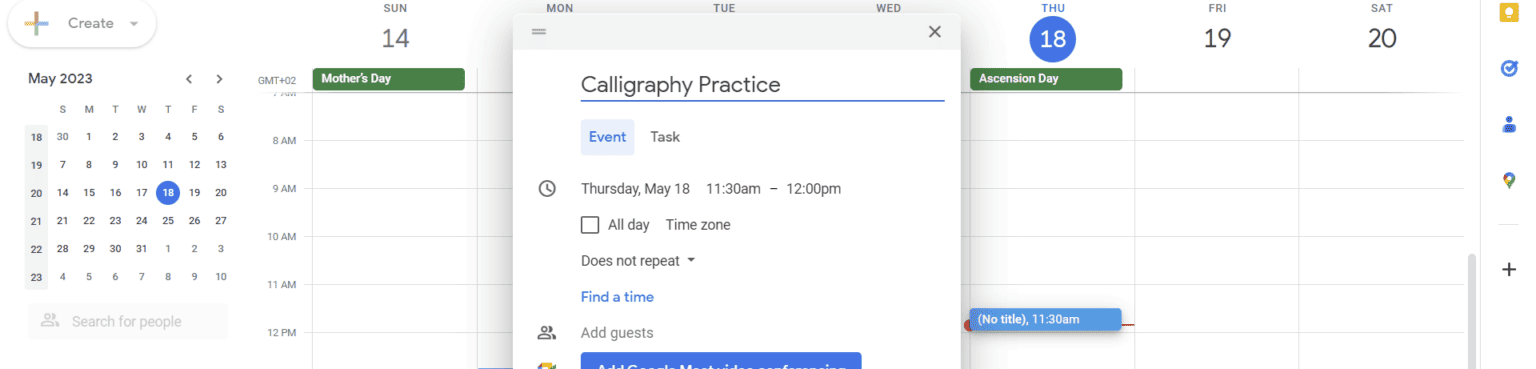 Create
May 2023
S M T W T F S
18 30 1 2 3 4 5 6
19 7 8 9 10 11 12 13
20 14 15 16 17 18 19 20
21 21 22 23 24 25 26 27
22 28 29 30 31 1 2 3
23 4 5 6 7 8 9 10
Search for people
SUN MON TUE WED THU FRI SAT
14 18 19 20
GMT+02
Mother's Day
Ascension Day
7 AM
8 AM
9 AM
10 AM
11 AM
12 PM
(No title), 11:30am
Calligraphy Practice
Event Task
Thursday, May 18 11:30am – 12:00pm
All day Time zone
Does not repeat
Find a time
Add guests
Add Google Meet video conferencing